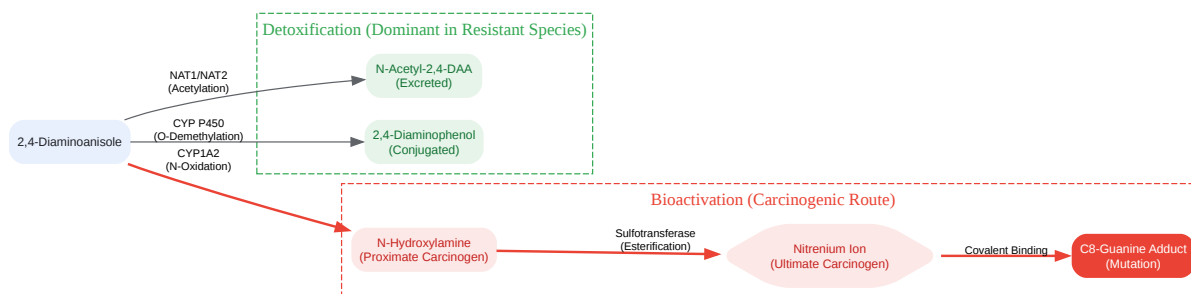 Detoxification (Dominant in Resistant Species)
NAT1/NAT2
(Acetylation)
N-Acetyl-2,4-DAA
(Excreted)
2,4-Diaminoanisole
CYP P450
(O-Demethylation)
2,4-Diaminophenol
(Conjugated)
CYP1A2
(N-Oxidation)
Bioactivation (Carcinogenic Route)
N-Hydroxylamine
(Proximate Carcinogen)
Sulfotransferase
(Esterification)
Nitrenium Ion
(Ultimate Carcinogen)
Covalent Binding
C8-Guanine Adduct
(Mutation)